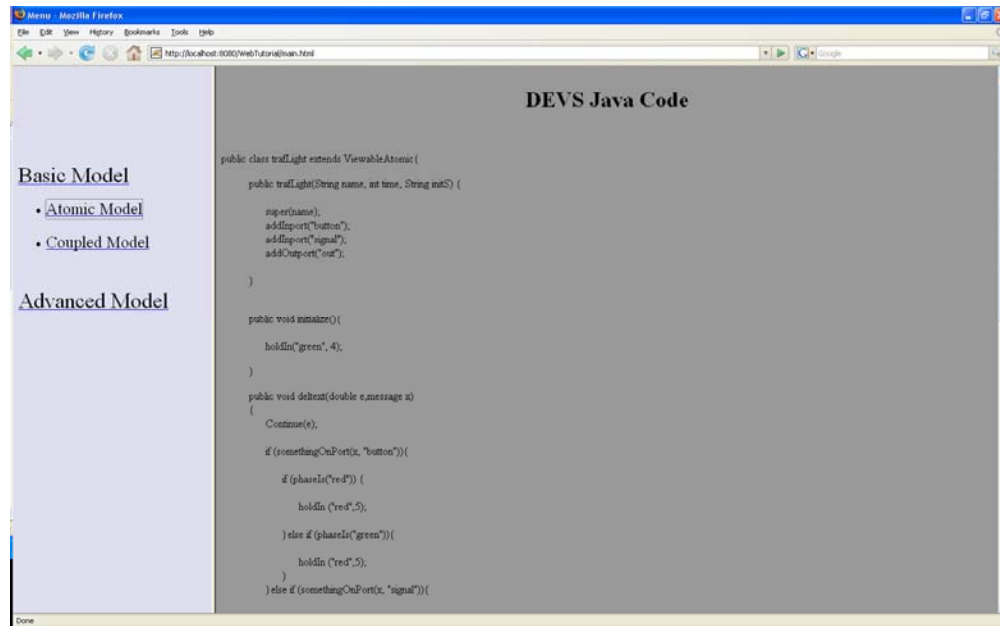 Menu - Mozilla Firefox
File Edit View History Bookmarks Tools Help
http://localhost:8080/WebTutorial/main.html
Google
Basic Model
• Atomic Model
• Coupled Model
Advanced Model
DEVS Java Code
public class trafLight extends ViewableAtomic{
public trafLight(String name, int time, String initS) {
super(name);
addInport("button");
addInport("signal");
addOutport("out");
}
public void initialize(){
holdIn("green", 4);
}
public void deltext(double e,message x)
{
Continue(e);
if (somethingOnPort(x, "button")){
if (phaseIs("red")) {
holdIn ("red",5);
} else if (phaseIs("green")){
holdIn ("red",5);
}
} else if (somethingOnPort(x, "signal")){
Done